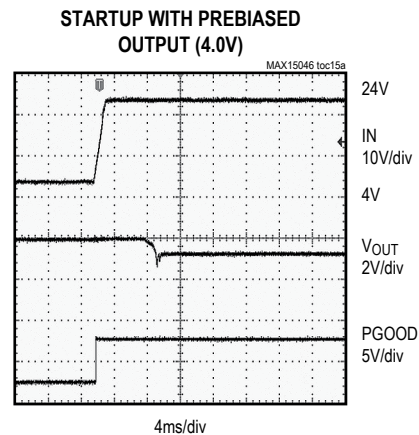 STARTUP WITH PREBIASED
OUTPUT (4.0V)
MAX15046 toc15a
24V
IN
10V/div
4V
VOUT
2V/div
PGOOD
5V/div
4ms/div